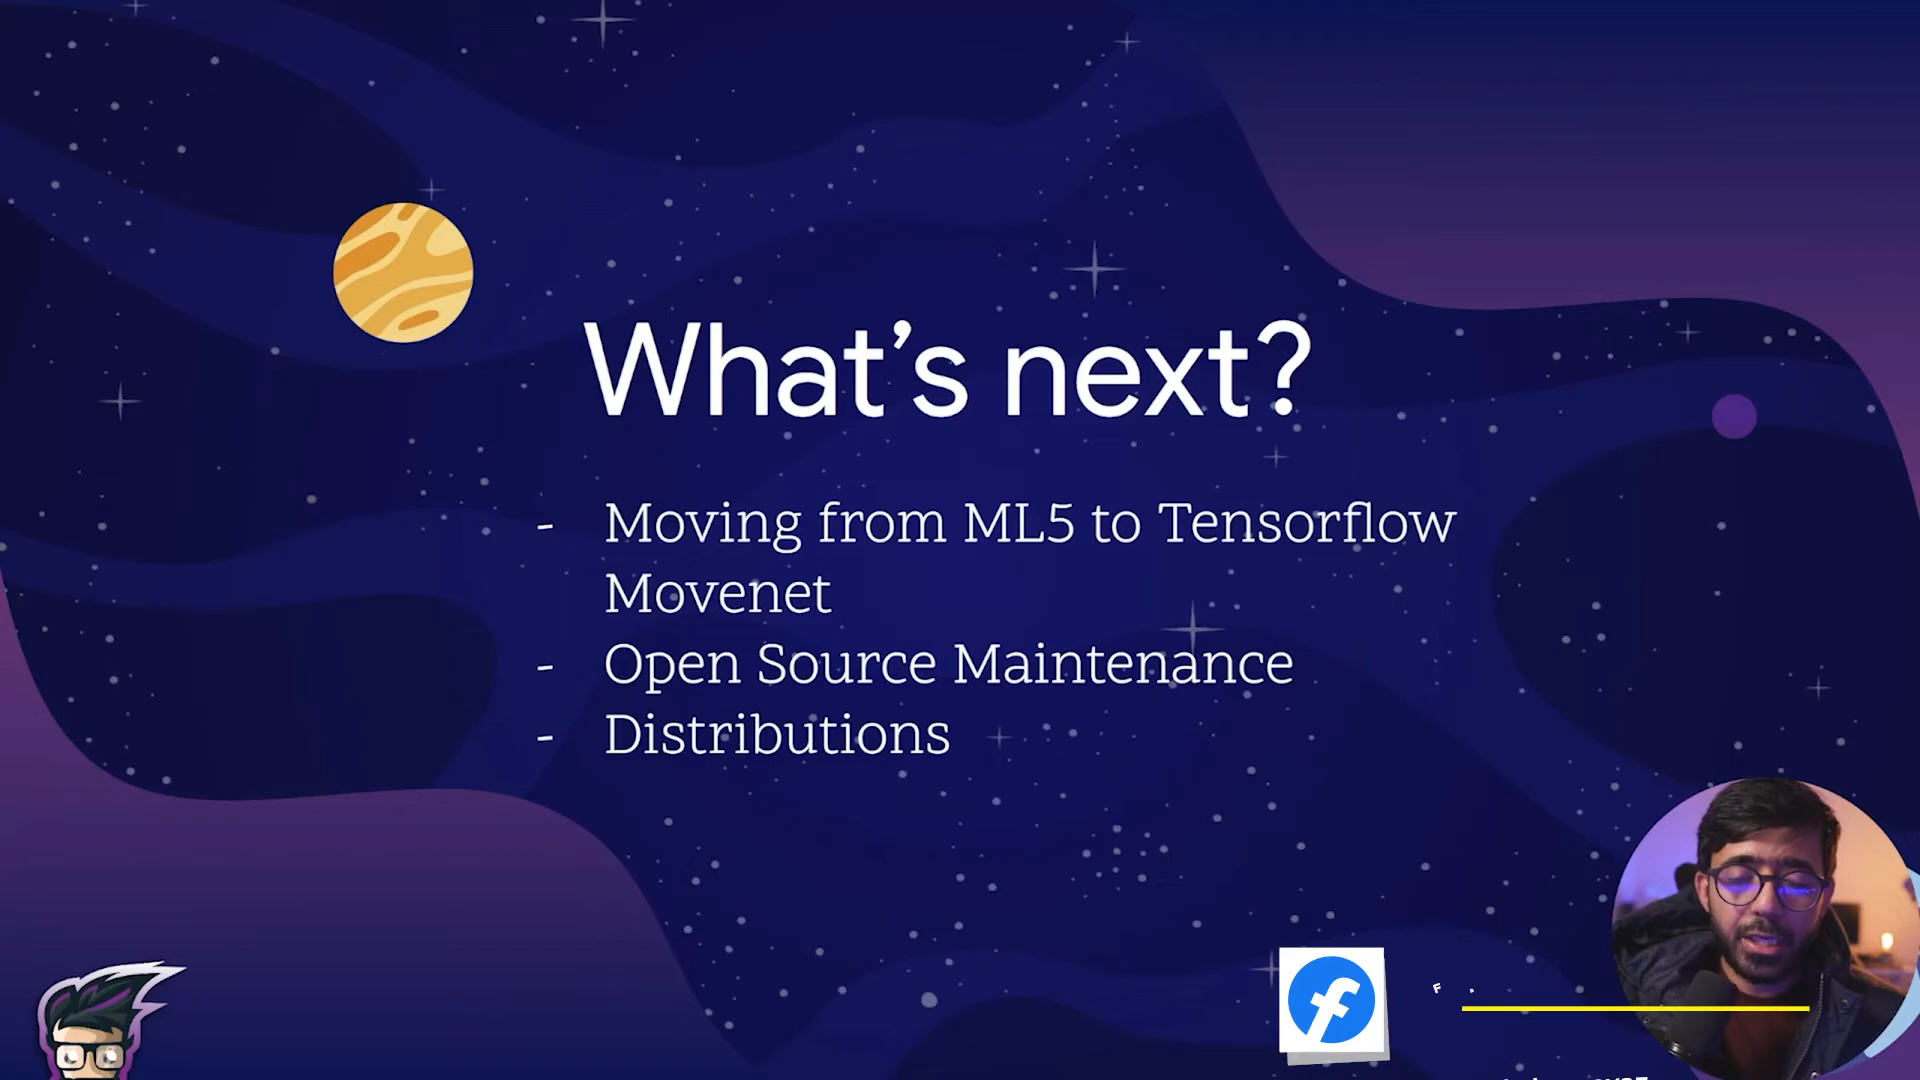 What's next?
- Moving from ML5 to Tensorflow
Movenet
- Open Source Maintenance
- Distributions